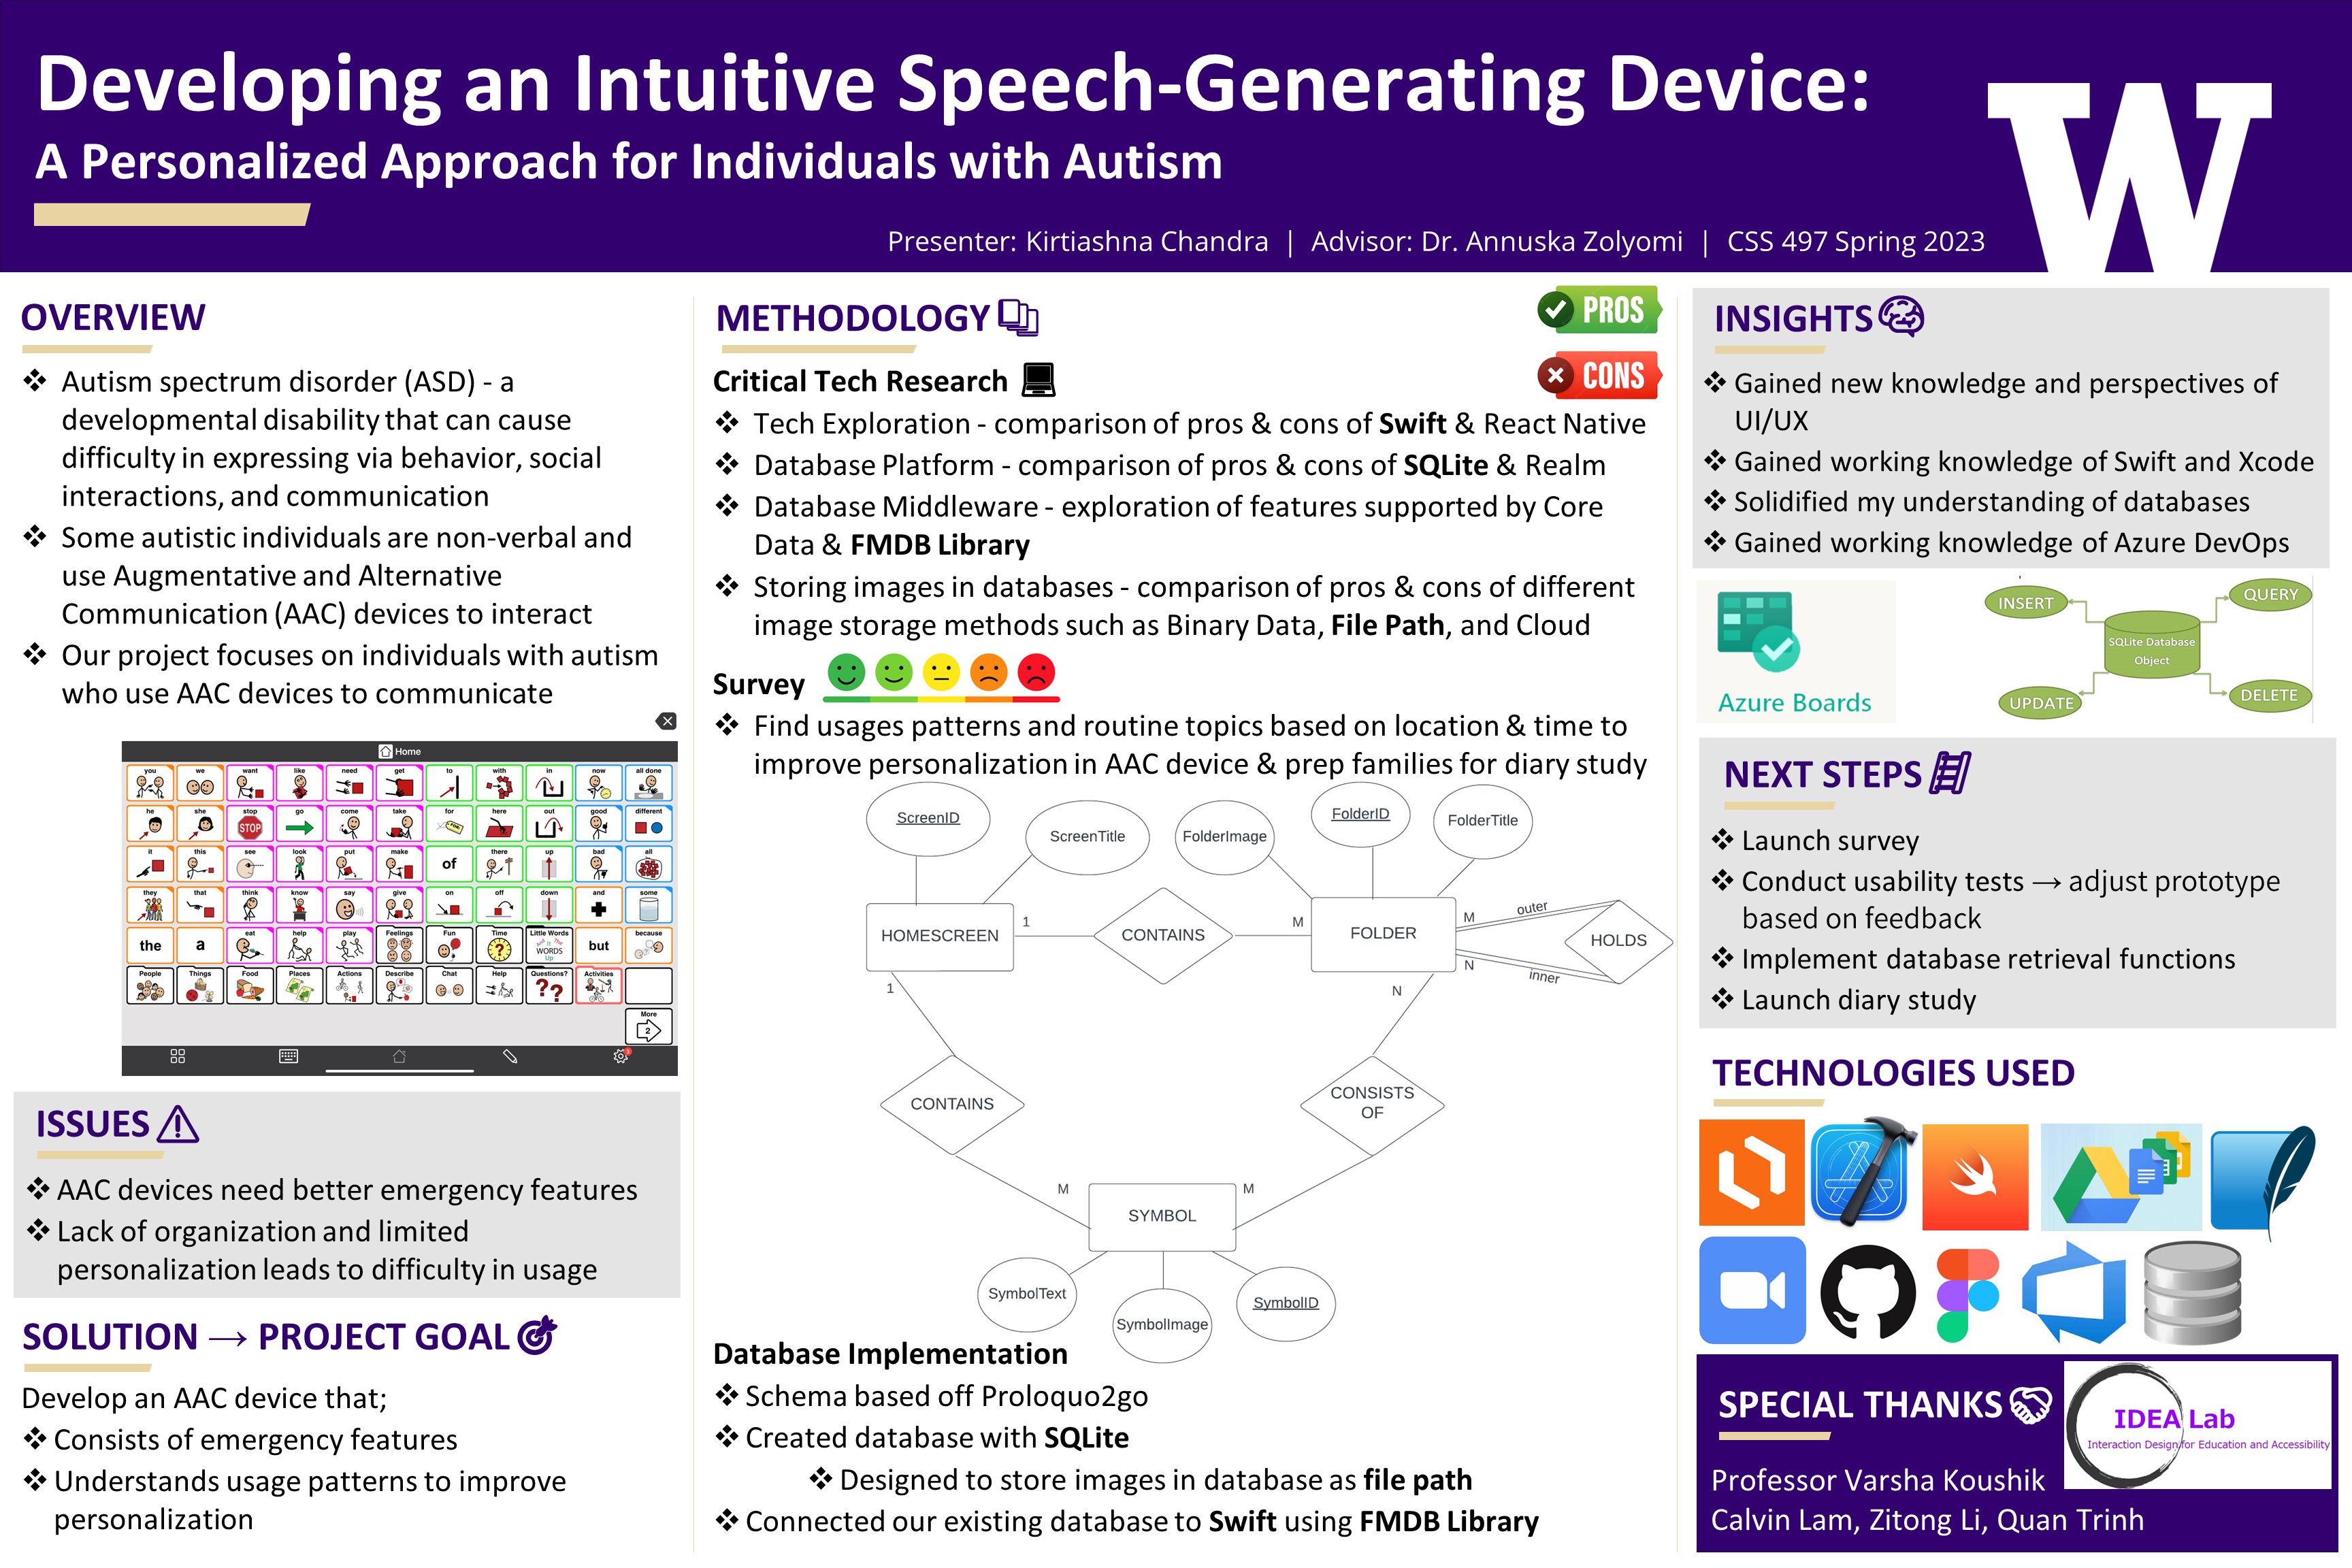 Developing an Intuitive Speech-Generating Device:
A Personalized Approach for Individuals with Autism
Presenter: Kirtiashna Chandra | Advisor: Dr. Annuska Zolyomi | CSS 497 Spring 2023
W
OVERVIEW
❖ Autism spectrum disorder (ASD) - a
developmental disability that can cause
difficulty in expressing via behavior, social
interactions, and communication
❖ Some autistic individuals are non-verbal and
use Augmentative and Alternative
Communication (AAC) devices to interact
❖ Our project focuses on individuals with autism
who use AAC devices to communicate
Home
you we want like need get to with in now all done
he she stop go come take for here out good different
STOP
FOR
it this see look put make of there up bad all
they that think know say give on off down and some
the a eat help play Feelings Fun Time Little Words but because
WORDS
Up
People Things Food Places Actions Describe Chat Help Questions? Activities
More
2
ISSUES
❖ AAC devices need better emergency features
❖ Lack of organization and limited
personalization leads to difficulty in usage
SOLUTION → PROJECT GOAL
Develop an AAC device that;
❖ Consists of emergency features
❖ Understands usage patterns to improve
personalization
METHODOLOGY
PROS
CONS
Critical Tech Research
❖ Tech Exploration - comparison of pros & cons of Swift & React Native
❖ Database Platform - comparison of pros & cons of SQLite & Realm
❖ Database Middleware - exploration of features supported by Core
Data & FMDB Library
❖ Storing images in databases - comparison of pros & cons of different
image storage methods such as Binary Data, File Path, and Cloud
Survey
❖ Find usages patterns and routine topics based on location & time to
improve personalization in AAC device & prep families for diary study
ScreenID
ScreenTitle
FolderImage
FolderID
FolderTitle
HOMESCREEN
1
CONTAINS
M
FOLDER
M
outer
HOLDS
N
inner
1
N
CONTAINS
CONSISTS
OF
M
SYMBOL
M
SymbolText
SymbolImage
SymbolID
Database Implementation
❖ Schema based off Proloquo2go
❖ Created database with SQLite
❖ Designed to store images in database as file path
❖ Connected our existing database to Swift using FMDB Library
INSIGHTS
❖ Gained new knowledge and perspectives of
UI/UX
❖ Gained working knowledge of Swift and Xcode
❖ Solidified my understanding of databases
❖ Gained working knowledge of Azure DevOps
Azure Boards
INSERT
QUERY
SQLite Database
Object
UPDATE
DELETE
NEXT STEPS
❖ Launch survey
❖ Conduct usability tests → adjust prototype
based on feedback
❖ Implement database retrieval functions
❖ Launch diary study
TECHNOLOGIES USED
SPECIAL THANKS
IDEA Lab
Interaction Design for Education and Accessibility
Professor Varsha Koushik
Calvin Lam, Zitong Li, Quan Trinh